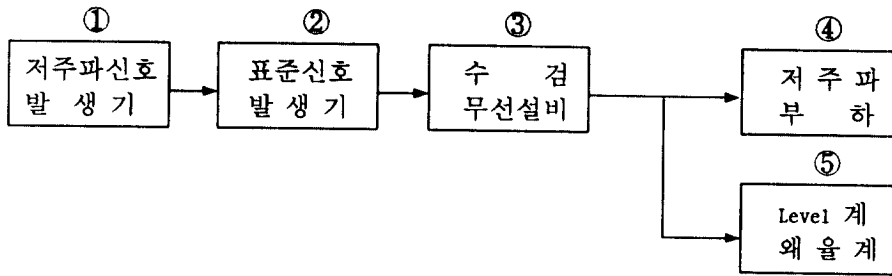 ①
저주파신호
발 생 기
②
표준신호
발 생 기
③
수 검
무선설비
④
저 주 파
부 하
⑤
Level 계
왜 율 계